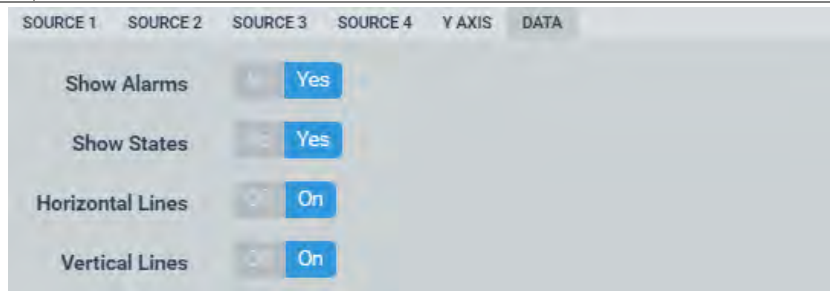 SOURCE 1 SOURCE 2 SOURCE 3 SOURCE 4 Y AXIS DATA
Show Alarms Yes
Show States Yes
Horizontal Lines On
Vertical Lines On